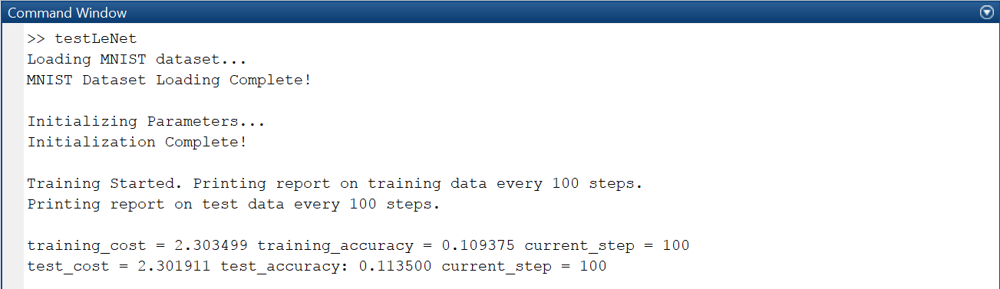 Command Window
>> testLeNet
Loading MNIST dataset...
MNIST Dataset Loading Complete!
Initializing Parameters...
Initialization Complete!
Training Started. Printing report on training data every 100 steps.
Printing report on test data every 100 steps.
training_cost = 2.303499 training_accuracy = 0.109375 current_step = 100
test_cost = 2.301911 test_accuracy: 0.113500 current_step = 100